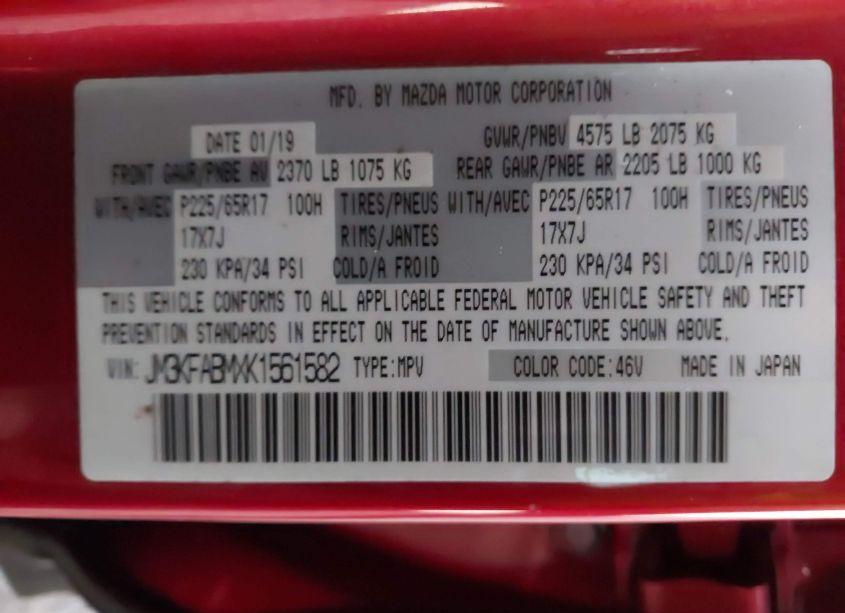 MFD. BY MAZDA MOTOR CORPORATION
DATE 01/19 GVWR/PNBV 4575 LB 2075 KG
FRONT GAWR/PNBE AV 2370 LB 1075 KG REAR GAWR/PNBE AR 2205 LB 1000 KG
WITH/AVEC P225/65R17 100H TIRES/PNEUS WITH/AVEC P225/65R17 100H TIRES/PNEUS
17X7J RIMS/JANTES 17X7J RIMS/JANTES
230 KPA/34 PSI COLD/A FROID 230 KPA/34 PSI COLD/A FROID
THIS VEHICLE CONFORMS TO ALL APPLICABLE FEDERAL MOTOR VEHICLE SAFETY AND THEFT
PREVENTION STANDARDS IN EFFECT ON THE DATE OF MANUFACTURE SHOWN ABOVE.
VIN: JM3KFABMXK1561582 TYPE:MPV COLOR CODE:46V MADE IN JAPAN